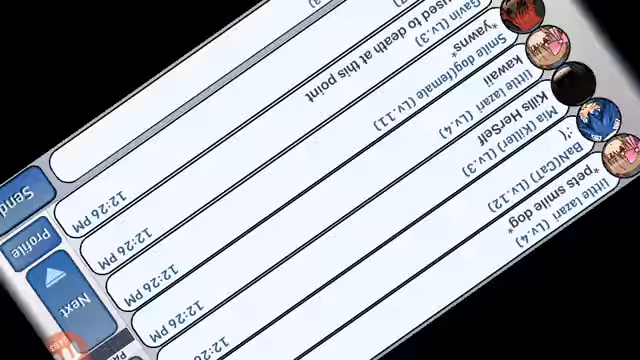 little lazari (Lv.4)
*pets smile dog*
12:26
BaN(Cat) (Lv.12)
:'(
12:26 PM
Mia (Killer) (Lv.3)
Kills HerSelf
12:26 PM
little lazari (Lv.4)
kawaii
12:26 PM
Smile dog(female (Lv.11)
*yawns*
12:26 PM
Gavin (Lv.3)
used to death at this point
Next
Profile
Send